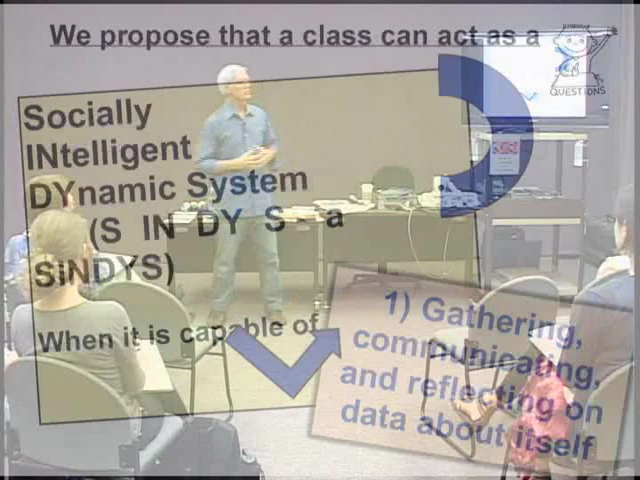 We propose that a class can act as a
QUESTIONS
Socially
INtelligent
DYnamic System
(S IN DY S - a
SINDYS)
When it is capable of
1) Gathering,
communicating,
and reflecting on
data about itself